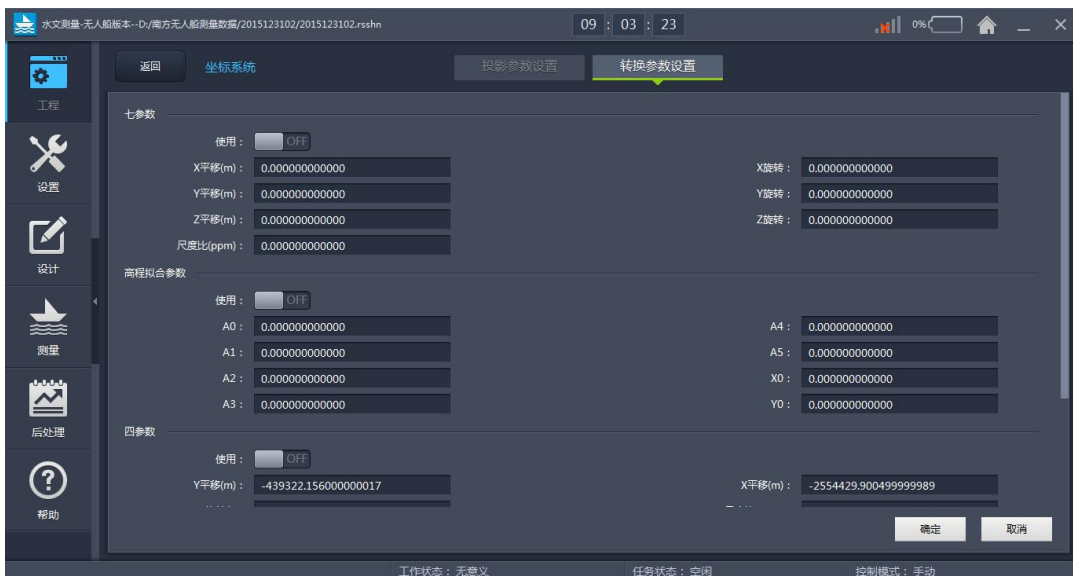 水文测量-无人船版本--D:/南方无人船测量数据/2015123102/2015123102.rsshn 09 : 03 : 23 0%
返回 坐标系统 投影参数设置 转换参数设置
工程
设置
设计
测量
后处理
帮助
七参数
使用： OFF
X平移(m)： 0.000000000000 X旋转： 0.000000000000
Y平移(m)： 0.000000000000 Y旋转： 0.000000000000
Z平移(m)： 0.000000000000 Z旋转： 0.000000000000
尺度比(ppm)： 0.000000000000
高程拟合参数
使用： OFF
A0： 0.000000000000 A4： 0.000000000000
A1： 0.000000000000 A5： 0.000000000000
A2： 0.000000000000 X0： 0.000000000000
A3： 0.000000000000 Y0： 0.000000000000
四参数
使用： OFF
Y平移(m)： -439322.156000000017 X平移(m)： -2554429.900499999989
确定 取消
工作状态：无意义 任务状态：空闲 控制模式：手动